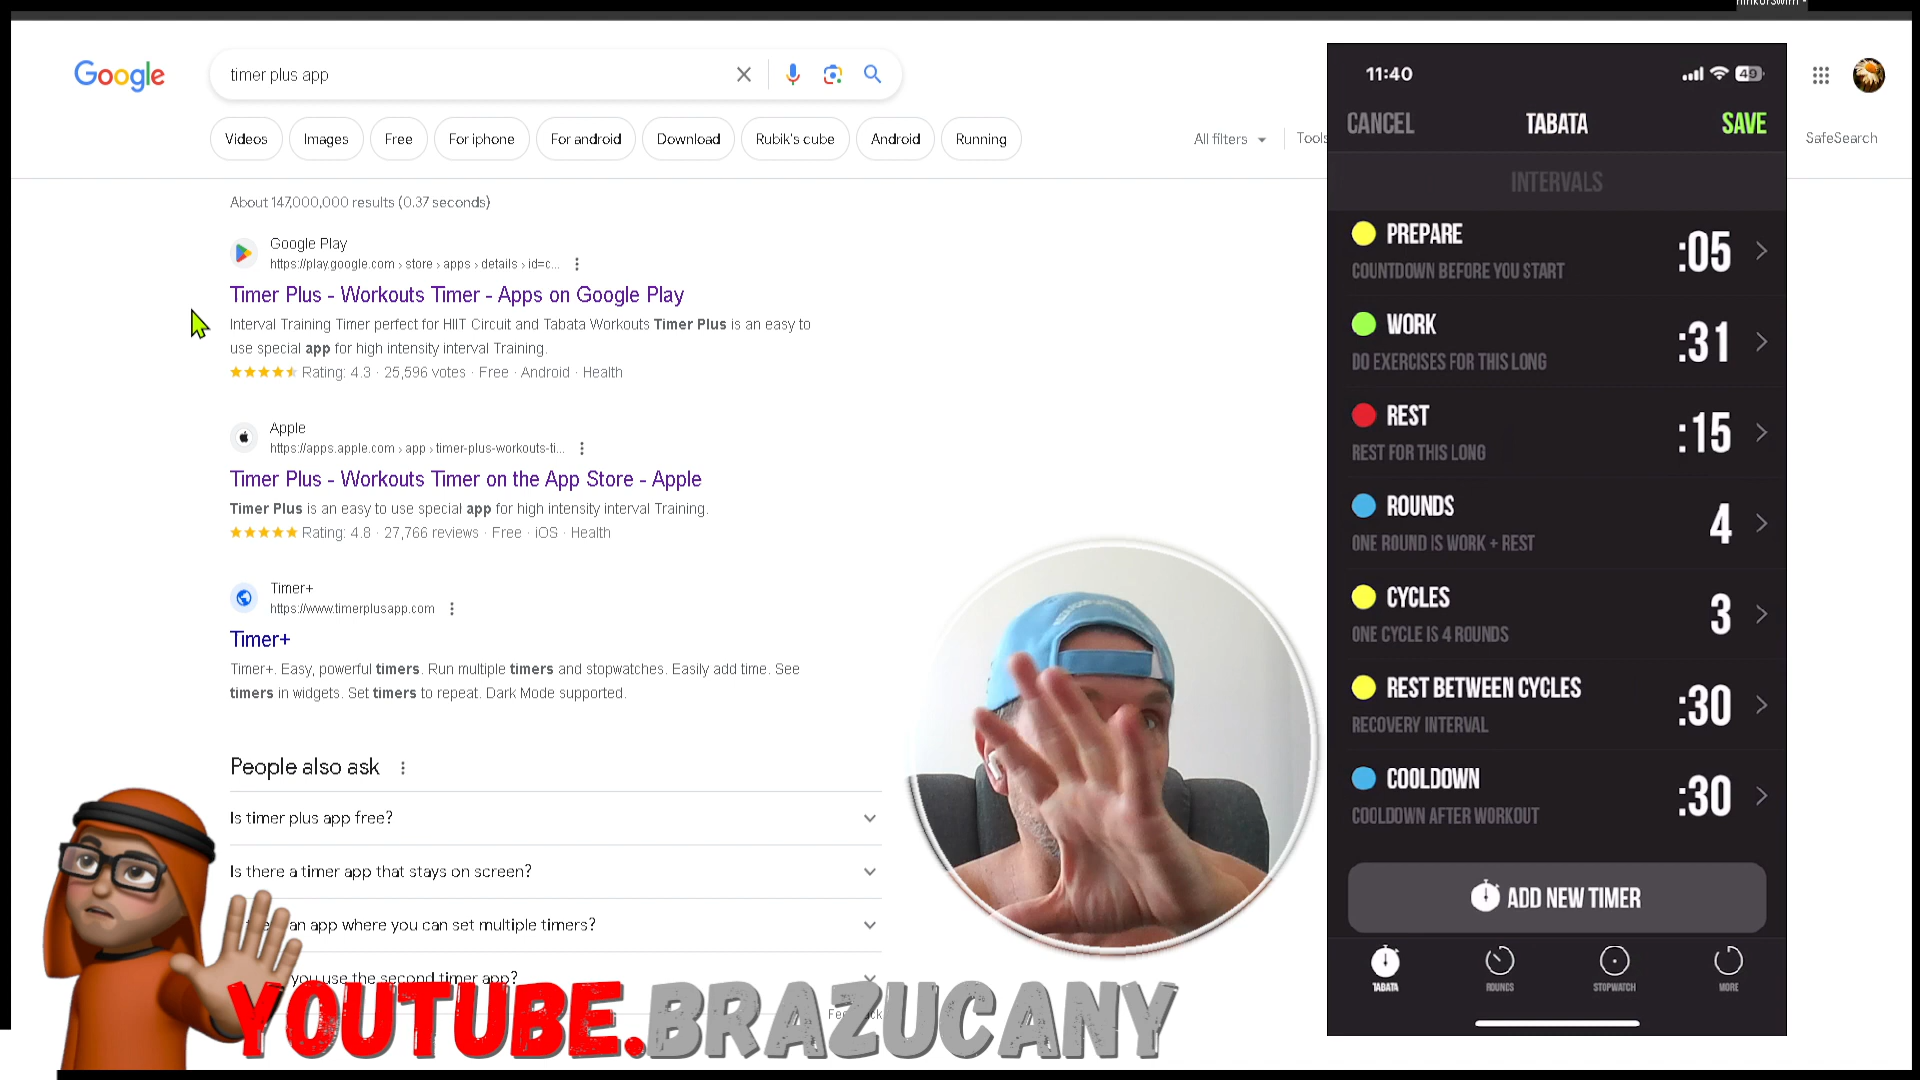 Google
timer plus app
Videos
Images
Free
For iphone
For android
Download
Rubik's cube
Android
Running
All filters
Tools
SafeSearch
About 147,000,000 results (0.37 seconds)
Google Play
https://play.google.com › store › apps › details › id=c...
Timer Plus - Workouts Timer - Apps on Google Play
Interval Training Timer perfect for HIIT Circuit and Tabata Workouts Timer Plus is an easy to
use special app for high intensity interval Training.
Rating: 4.3 · 25,596 votes · Free · Android · Health
Apple
https://apps.apple.com › app › timer-plus-workouts-ti...
Timer Plus - Workouts Timer on the App Store - Apple
Timer Plus is an easy to use special app for high intensity interval Training.
Rating: 4.8 · 27,766 reviews · Free · iOS · Health
Timer+
https://www.timerplusapp.com
Timer+
Timer+. Easy, powerful timers. Run multiple timers and stopwatches. Easily add time. See
timers in widgets. Set timers to repeat. Dark Mode supported.
People also ask
Is timer plus app free?
Is there a timer app that stays on screen?
an app where you can set multiple timers?
you use the second timer app?
YOUTUBE.BRAZUCANY
11:40
49
CANCEL
TABATA
SAVE
INTERVALS
PREPARE
:05
COUNTDOWN BEFORE YOU START
WORK
:31
DO EXERCISES FOR THIS LONG
REST
:15
REST FOR THIS LONG
ROUNDS
4
ONE ROUND IS WORK + REST
CYCLES
3
ONE CYCLE IS 4 ROUNDS
REST BETWEEN CYCLES
:30
RECOVERY INTERVAL
COOLDOWN
:30
COOLDOWN AFTER WORKOUT
ADD NEW TIMER
TABATA
ROUNDS
STOPWATCH
MORE